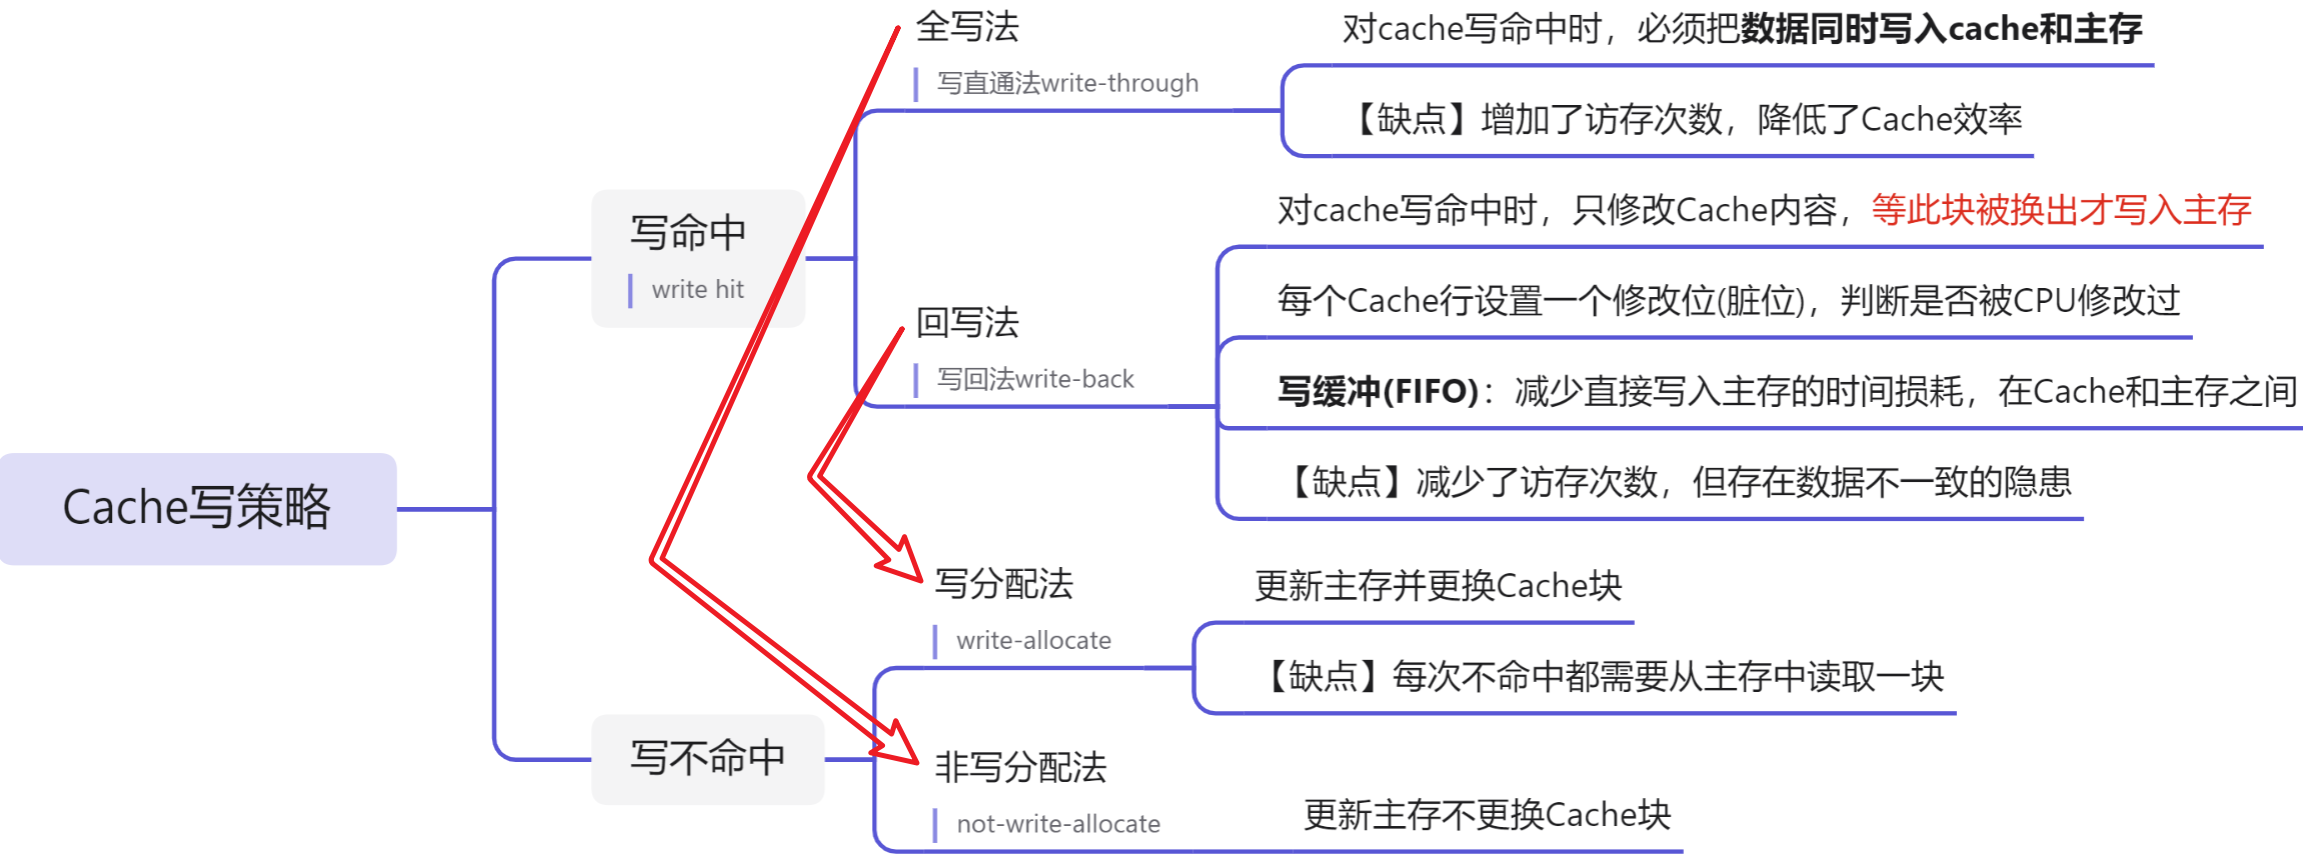 Cache写策略
写命中
write hit
全写法
写直通法write-through
对cache写命中时，必须把数据同时写入cache和主存
【缺点】增加了访存次数，降低了Cache效率
回写法
写回法write-back
对cache写命中时，只修改Cache内容，等此块被换出才写入主存
每个Cache行设置一个修改位(脏位)，判断是否被CPU修改过
写缓冲(FIFO)：减少直接写入主存的时间损耗，在Cache和主存之间
【缺点】减少了访存次数，但存在数据不一致的隐患
写不命中
写分配法
write-allocate
更新主存并更换Cache块
【缺点】每次不命中都需要从主存中读取一块
非写分配法
not-write-allocate
更新主存不更换Cache块